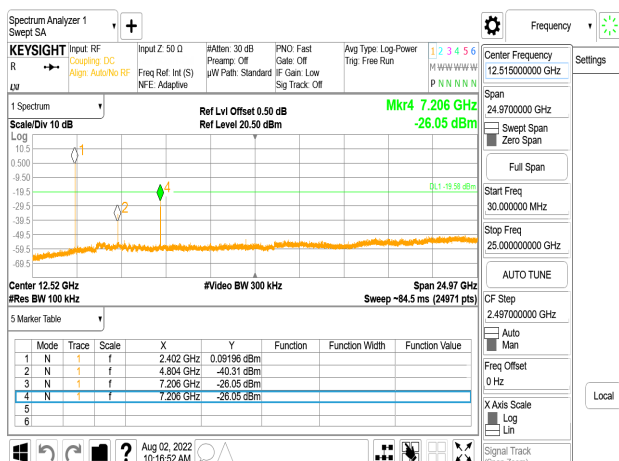 Spectrum Analyzer 1
Swept SA
Frequency
KEYSIGHT
R
LXI
Input: RF
Coupling: DC
Align: Auto/No RF
Input Z: 50 Ω
Freq Ref: Int (S)
NFE: Adaptive
#Atten: 30 dB
Preamp: Off
µW Path: Standard
PNO: Fast
Gate: Off
IF Gain: Low
Sig Track: Off
Avg Type: Log-Power
Trig: Free Run
1 2 3 4 5 6
M W W W W W
P N N N N N
1 Spectrum
Scale/Div 10 dB
Log
Ref Lvl Offset 0.50 dB
Ref Level 20.50 dBm
Mkr4 7.206 GHz
-26.05 dBm
10.5
0.500
-9.50
-19.5
-29.5
-39.5
-49.5
-59.5
-69.5
1
2
4
DL1 -19.58 dBm
Center 12.52 GHz
#Res BW 100 kHz
#Video BW 300 kHz
Span 24.97 GHz
Sweep ~84.5 ms (24971 pts)
5 Marker Table
Mode Trace Scale X Y Function Function Width Function Value
1 N 1 f 2.402 GHz 0.09196 dBm
2 N 1 f 4.804 GHz -40.31 dBm
3 N 1 f 7.206 GHz -26.05 dBm
4 N 1 f 7.206 GHz -26.05 dBm
5
6
?
Aug 02, 2022
10:16:52 AM
Center Frequency
12.515000000 GHz
Span
24.9700000 GHz
Swept Span
Zero Span
Full Span
Start Freq
30.000000 MHz
Stop Freq
25.000000000 GHz
AUTO TUNE
CF Step
2.497000000 GHz
Auto
Man
Freq Offset
0 Hz
X Axis Scale
Log
Lin
Signal Track
(Span Zoom)
Settings
Local